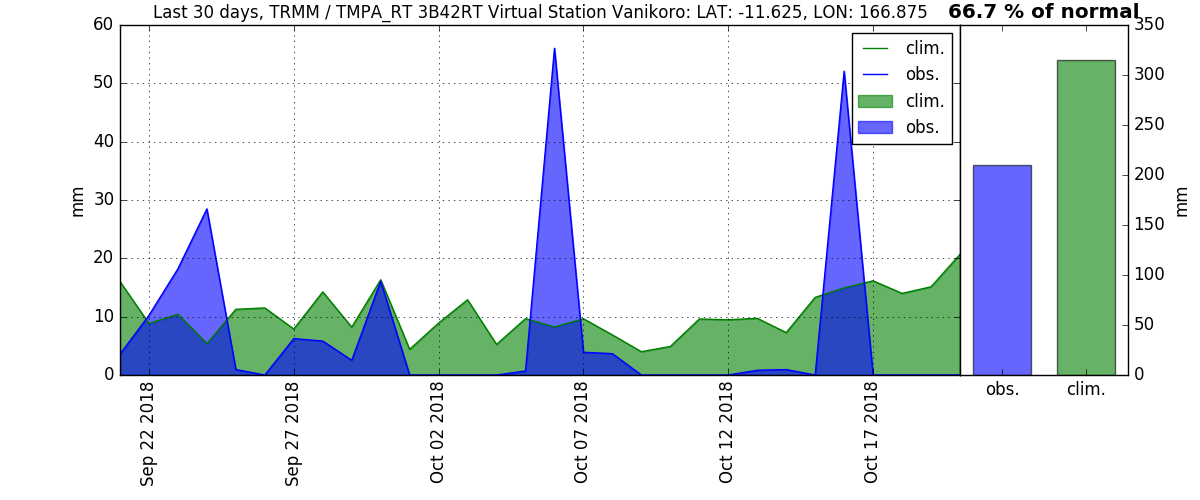 Last 30 days, TRMM / TMPA_RT 3B42RT Virtual Station Vanikoro: LAT: -11.625, LON: 166.875
66.7 % of normal
mm
60
50
40
30
20
10
0
clim.
obs.
clim.
obs.
Sep 22 2018
Sep 27 2018
Oct 02 2018
Oct 07 2018
Oct 12 2018
Oct 17 2018
350
300
250
200
150
100
50
0
mm
obs.
clim.